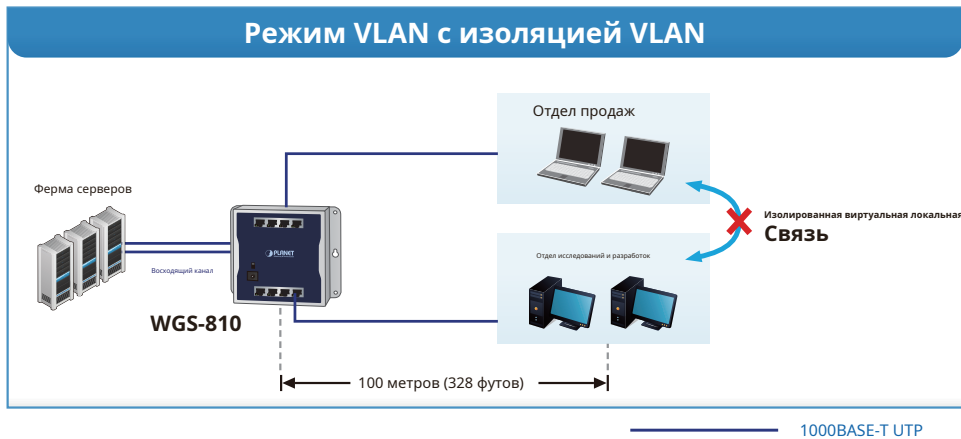 Режим VLAN с изоляцией VLAN
Отдел продаж
Ферма серверов
Изолированная виртуальная локальная
Связь
PLANET
Отдел исследований и разработок
Восходящий канал
WGS-810
100 метров (328 футов)
1000BASE-T UTP